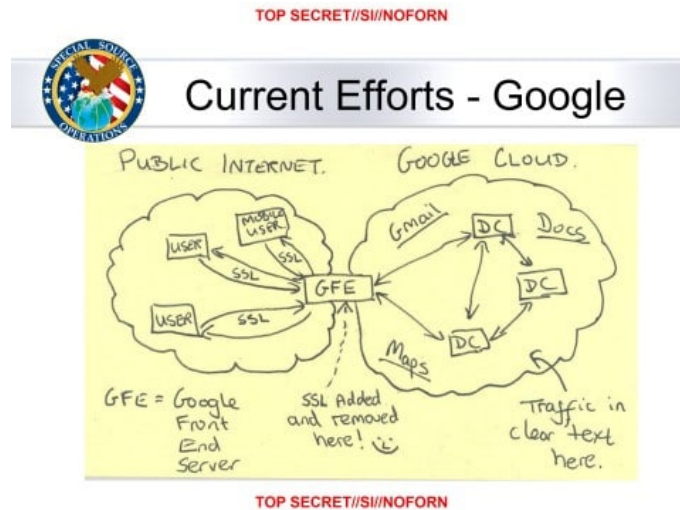 TOP SECRET//SI//NOFORN
SPECIAL SOURCE
OPERATIONS
Current Efforts - Google
PUBLIC INTERNET.
GOOGLE CLOUD.
MOBILE
USER
USER
SSL
SSL
USER
SSL
GFE
Gmail
DC
Docs
DC
DC
Maps
GFE = Google
Front
End
Server
SSL Added
and removed
here!
Traffic in
clear text
here.
TOP SECRET//SI//NOFORN